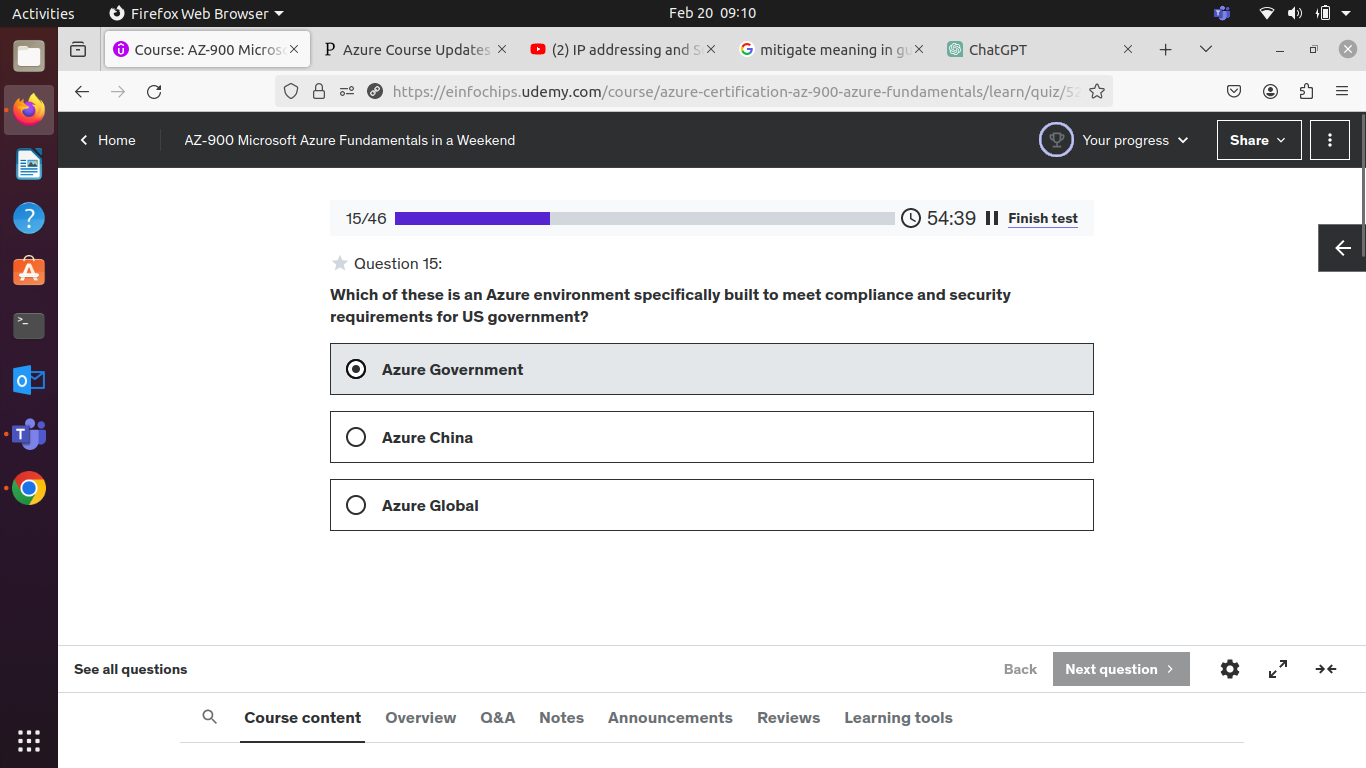 Activities
Firefox Web Browser
Feb 20 09:10
Course: AZ-900 Micros
Azure Course Updates
(2) IP addressing and S
mitigate meaning in gu
ChatGPT
https://einfochips.udemy.com/course/azure-certification-az-900-azure-fundamentals/learn/quiz/52
Home
AZ-900 Microsoft Azure Fundamentals in a Weekend
Your progress
Share
15/46
54:39
Finish test
Question 15:
Which of these is an Azure environment specifically built to meet compliance and security
requirements for US government?
Azure Government
Azure China
Azure Global
See all questions
Back
Next question
Course content
Overview
Q&A
Notes
Announcements
Reviews
Learning tools